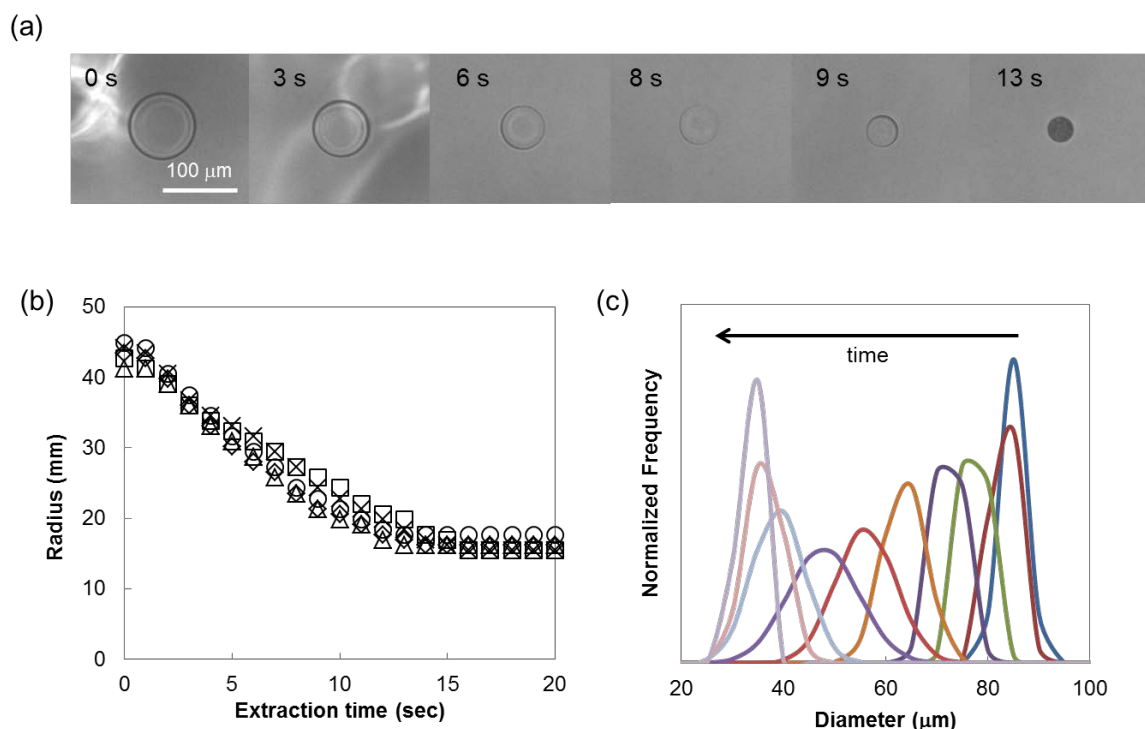 (a)
0 s
3 s
6 s
8 s
9 s
13 s
100 μm
(b)
50
40
30
20
10
0
Radius (mm)
0
5
10
15
20
Extraction time (sec)
(c)
time
Normalized Frequency
20
40
60
80
100
Diameter (μm)